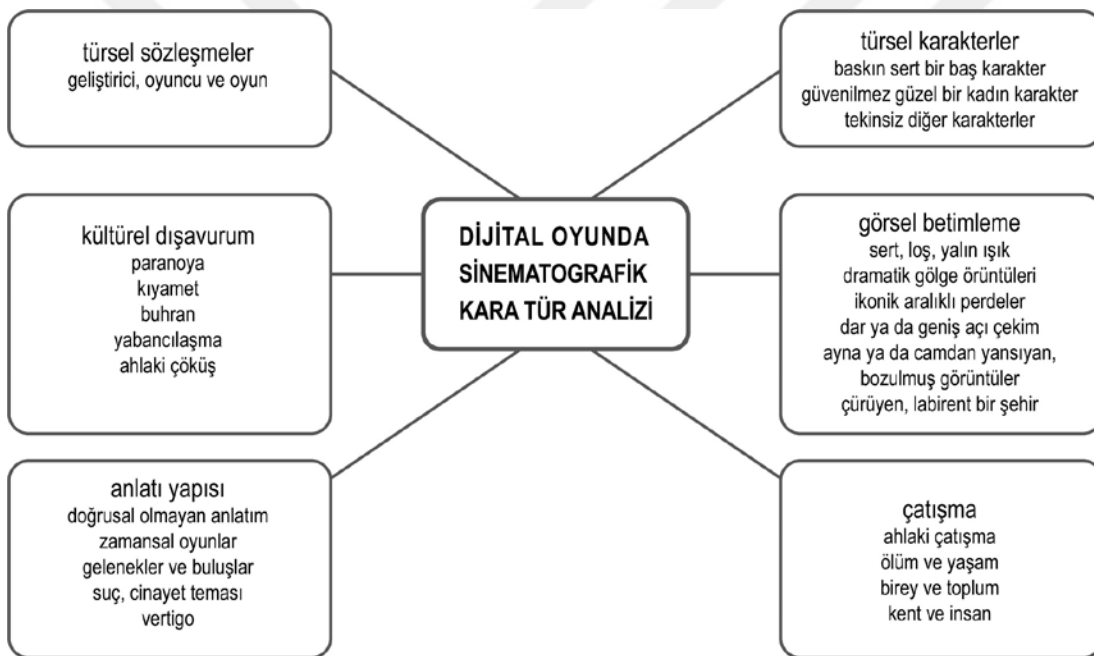 türsel sözleşmeler
geliştirici, oyuncu ve oyun
türsel karakterler
baskın sert bir baş karakter
güvenilmez güzel bir kadın karakter
tekinsiz diğer karakterler
kültürel dışavurum
paranoya
kıyamet
buhran
yabancılaşma
ahlaki çöküş
DİJİTAL OYUNDA
SİNEMATOGRAFİK
KARA TÜR ANALİZİ
görsel betimleme
sert, loş, yalın ışık
dramatik gölge örüntüleri
ikonik aralıklı perdeler
dar ya da geniş açı çekim
ayna ya da camdan yansıyan,
bozulmuş görüntüler
çürüyen, labirent bir şehir
anlatı yapısı
doğrusal olmayan anlatım
zamansal oyunlar
gelenekler ve buluşlar
suç, cinayet teması
vertigo
çatışma
ahlaki çatışma
ölüm ve yaşam
birey ve toplum
kent ve insan